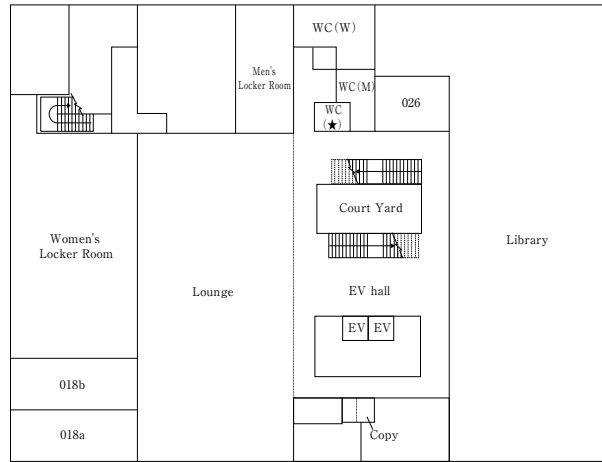 WC(W)
Men's
Locker Room
WC(M)
026
WC
(★)
Court Yard
Women's
Locker Room
Library
Lounge
EV hall
EV EV
018b
018a
Copy